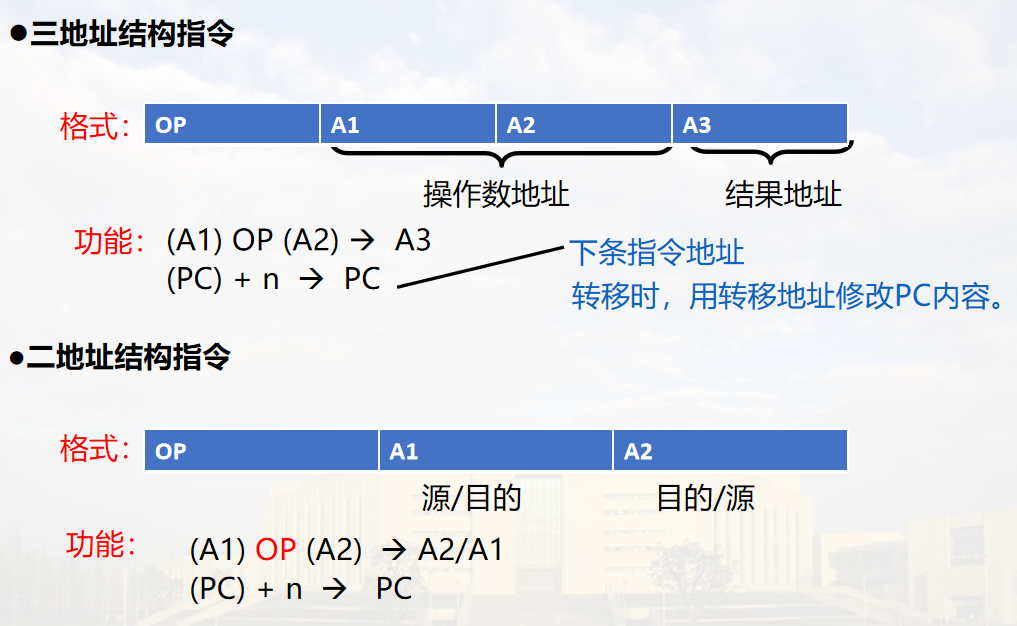 ●三地址结构指令
格式： OP A1 A2 A3
操作数地址 结果地址
功能： (A1) OP (A2) → A3
(PC) + n → PC
下条指令地址
转移时，用转移地址修改PC内容。
●二地址结构指令
格式： OP A1 A2
源/目的 目的/源
功能： (A1) OP (A2) → A2/A1
(PC) + n → PC